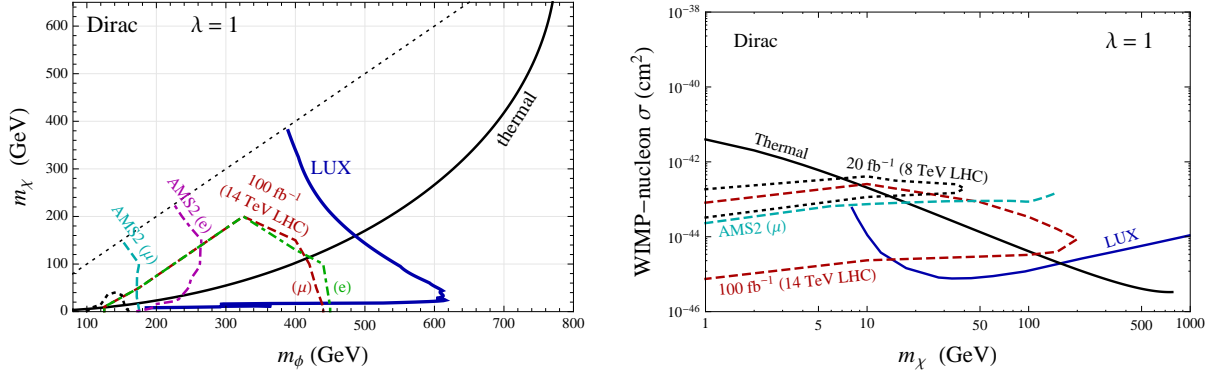 Dirac
λ = 1
thermal
LUX
100 fb⁻¹
(14 TeV LHC)
AMS2 (e)
AMS2 (μ)
(μ)
(e)
m_χ (GeV)
600
500
400
300
200
100
0
100
200
300
400
500
600
700
800
m_ϕ (GeV)
Dirac
λ = 1
Thermal
20 fb⁻¹ (8 TeV LHC)
AMS2 (μ)
LUX
100 fb⁻¹ (14 TeV LHC)
WIMP−nucleon σ (cm²)
10⁻³⁸
10⁻⁴⁰
10⁻⁴²
10⁻⁴⁴
10⁻⁴⁶
1
5
10
50
100
500
1000
m_χ (GeV)